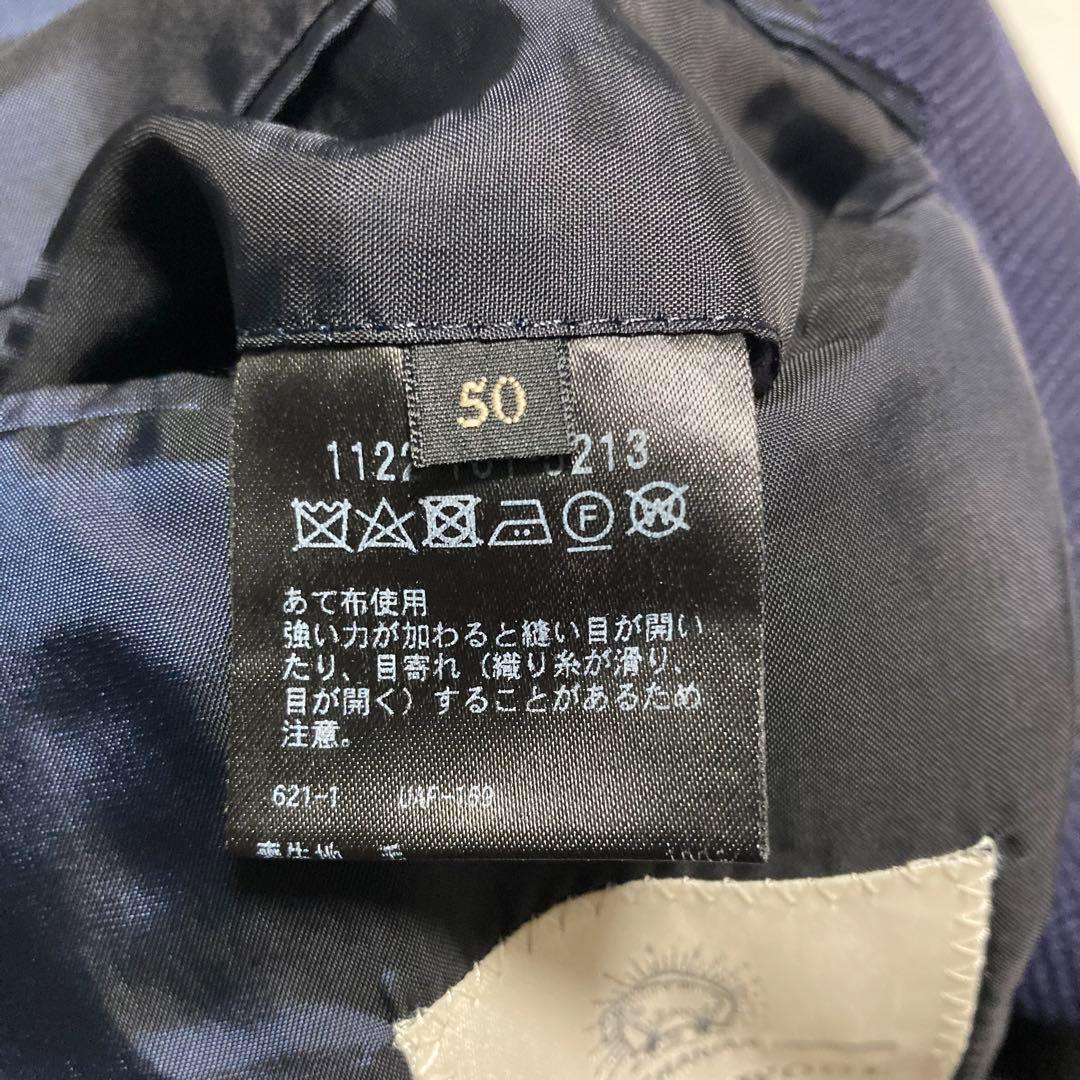 50
1122 213
F
W
あて布使用
強い力が加わると縫い目が開い
たり、目寄れ（織り糸が滑り、
目が開く）することがあるため
注意。
621-1 UAF-169